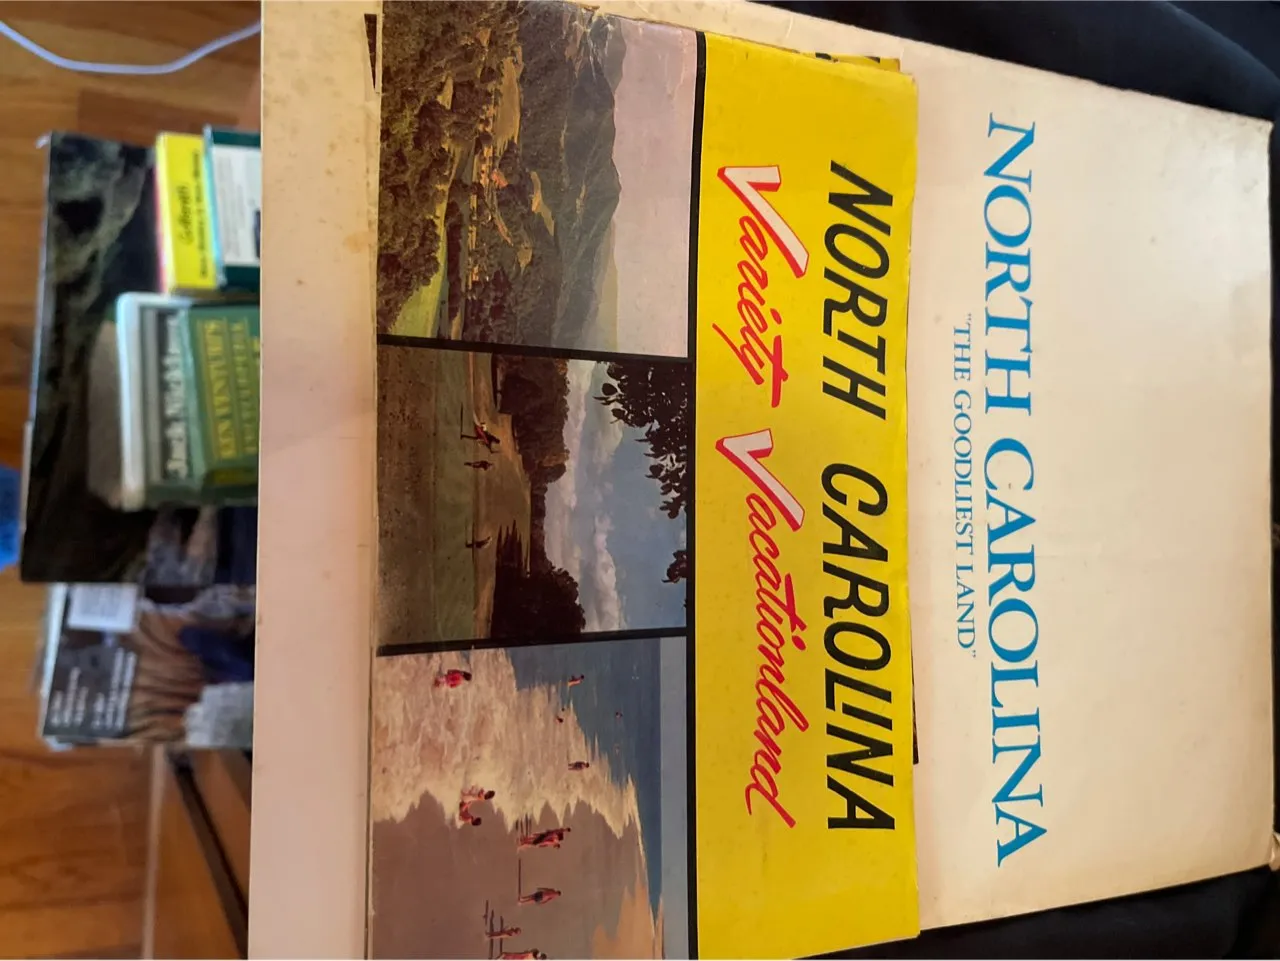 NORTH CAROLINA
"THE GOODLIEST LAND"
NORTH CAROLINA
Variety Vacationland
Jack Nicklaus